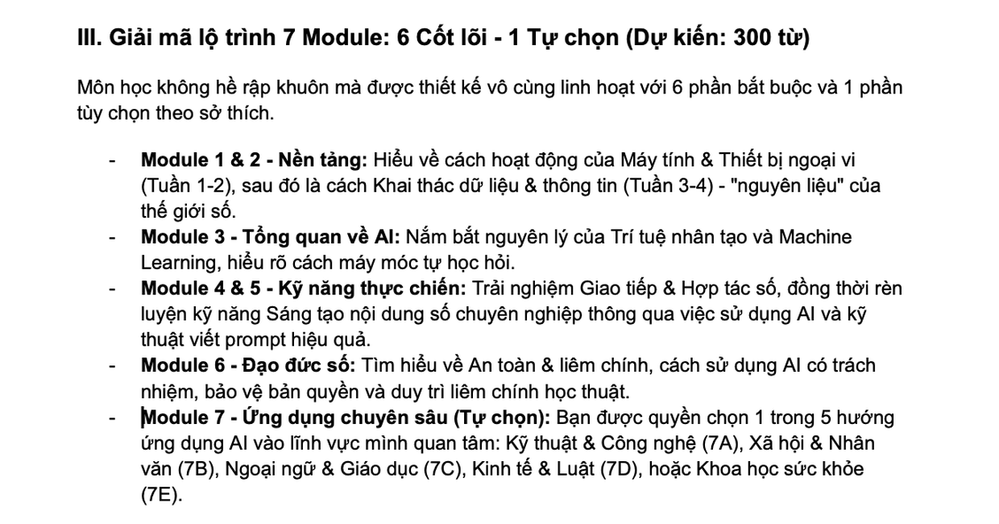 III. Giải mã lộ trình 7 Module: 6 Cốt lõi - 1 Tự chọn (Dự kiến: 300 từ)
Môn học không hề rập khuôn mà được thiết kế vô cùng linh hoạt với 6 phần bắt buộc và 1 phần
tùy chọn theo sở thích.
- Module 1 & 2 - Nền tảng: Hiểu về cách hoạt động của Máy tính & Thiết bị ngoại vi
(Tuần 1-2), sau đó là cách Khai thác dữ liệu & thông tin (Tuần 3-4) - "nguyên liệu" của
thế giới số.
- Module 3 - Tổng quan về AI: Nắm bắt nguyên lý của Trí tuệ nhân tạo và Machine
Learning, hiểu rõ cách máy móc tự học hỏi.
- Module 4 & 5 - Kỹ năng thực chiến: Trải nghiệm Giao tiếp & Hợp tác số, đồng thời rèn
luyện kỹ năng Sáng tạo nội dung số chuyên nghiệp thông qua việc sử dụng AI và kỹ
thuật viết prompt hiệu quả.
- Module 6 - Đạo đức số: Tìm hiểu về An toàn & liêm chính, cách sử dụng AI có trách
nhiệm, bảo vệ bản quyền và duy trì liêm chính học thuật.
- Module 7 - Ứng dụng chuyên sâu (Tự chọn): Bạn được quyền chọn 1 trong 5 hướng
ứng dụng AI vào lĩnh vực mình quan tâm: Kỹ thuật & Công nghệ (7A), Xã hội & Nhân
văn (7B), Ngoại ngữ & Giáo dục (7C), Kinh tế & Luật (7D), hoặc Khoa học sức khỏe
(7E).